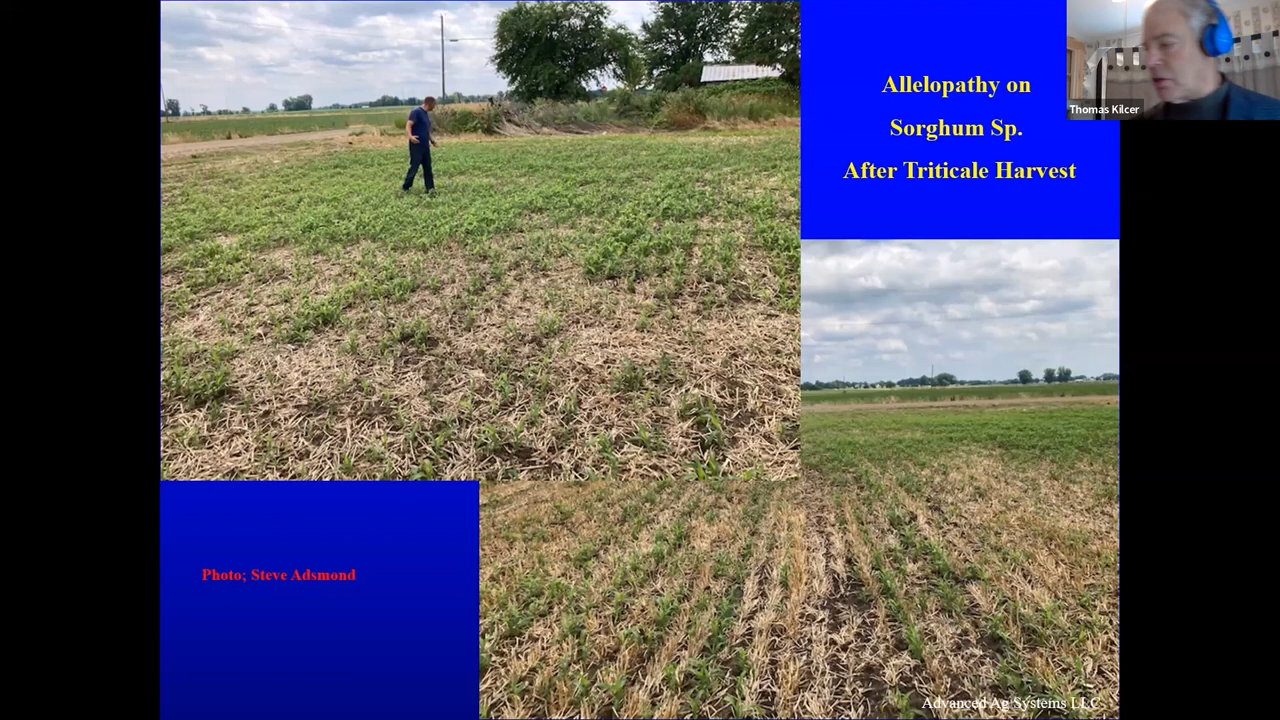 Allelopathy on
Sorghum Sp.
After Triticale Harvest
Thomas Kilcer
Photo; Steve Adsmond
Advanced Ag Systems LLC